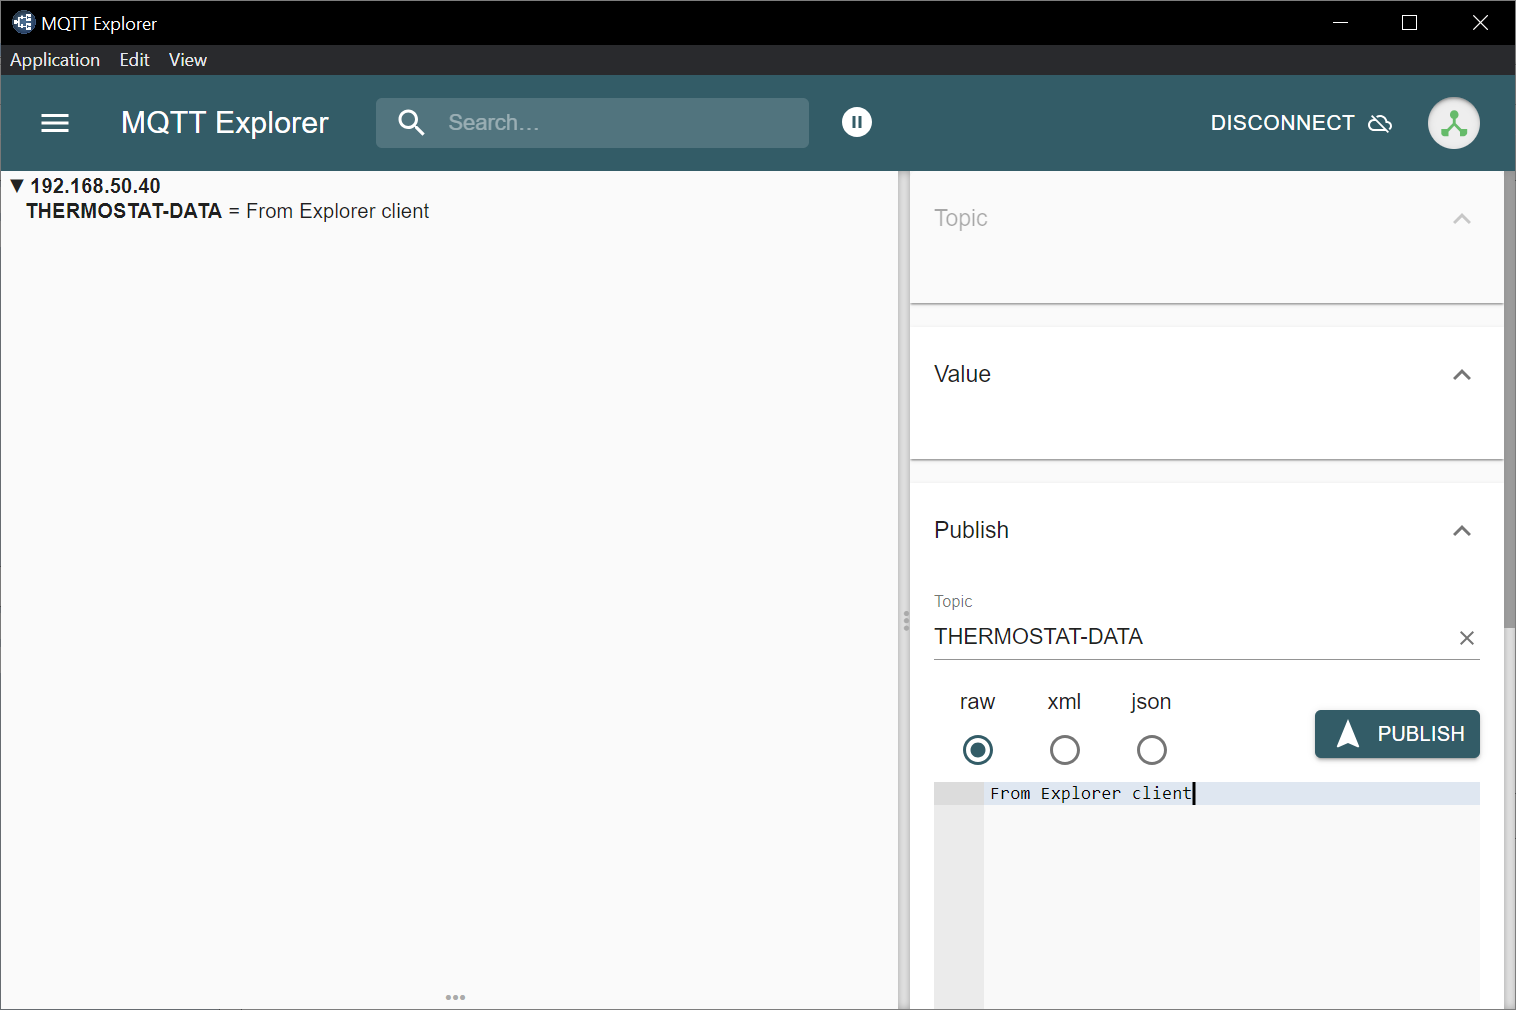 MQTT Explorer
Application Edit View
MQTT Explorer Search... DISCONNECT
▼ 192.168.50.40
THERMOSTAT-DATA = From Explorer client
Topic
Value
Publish
Topic
THERMOSTAT-DATA
raw xml json
PUBLISH
From Explorer client